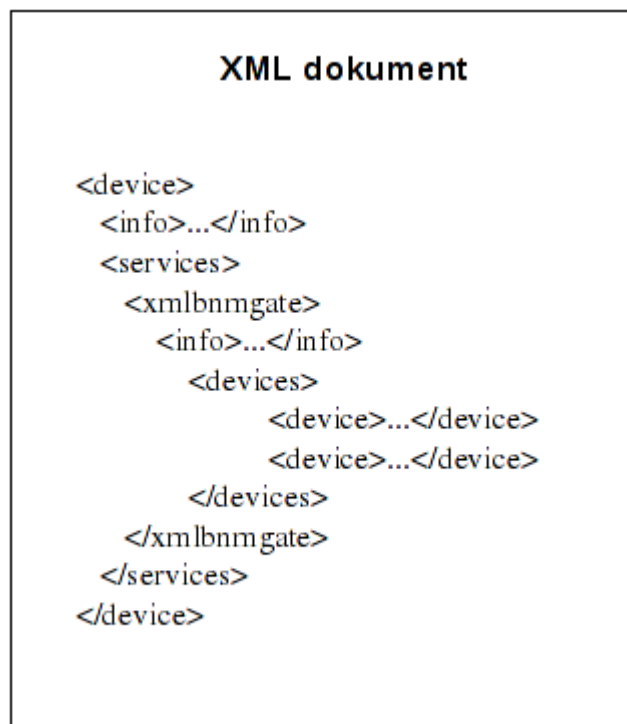 XML dokument
<device>
<info>...</info>
<services>
<xmlbnmgate>
<info>...</info>
<devices>
<device>...</device>
<device>...</device>
</devices>
</xmlbnmgate>
</services>
</device>